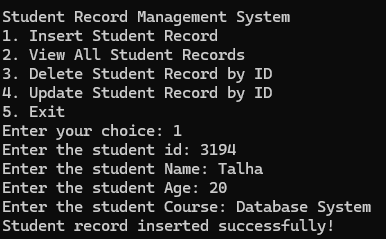 Student Record Management System
1. Insert Student Record
2. View All Student Records
3. Delete Student Record by ID
4. Update Student Record by ID
5. Exit
Enter your choice: 1
Enter the student id: 3194
Enter the student Name: Talha
Enter the student Age: 20
Enter the student Course: Database System
Student record inserted successfully!